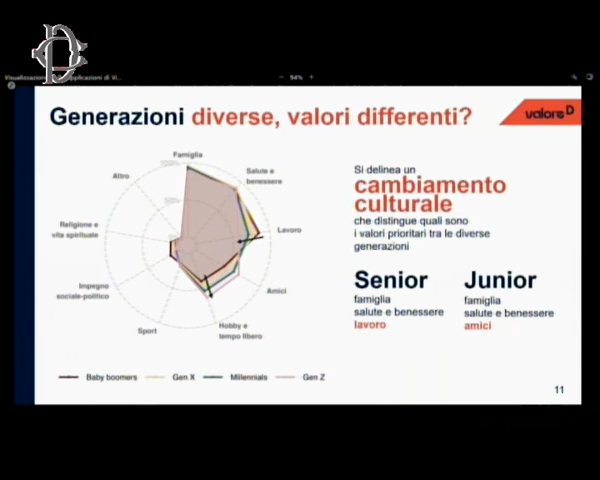 94%
Generazioni diverse, valori differenti?
valore D
Famiglia
100%
Salute e
benessere
Lavoro
Amici
Hobby e
tempo libero
Sport
Impegno
sociale-politico
Religione e
vita spirituale
Altro
Si delinea un
cambiamento
culturale
che distingue quali sono
i valori prioritari tra le diverse
generazioni
Senior
famiglia
salute e benessere
lavoro
Junior
famiglia
salute e benessere
amici
Baby boomers
Gen X
Millennials
Gen Z
11